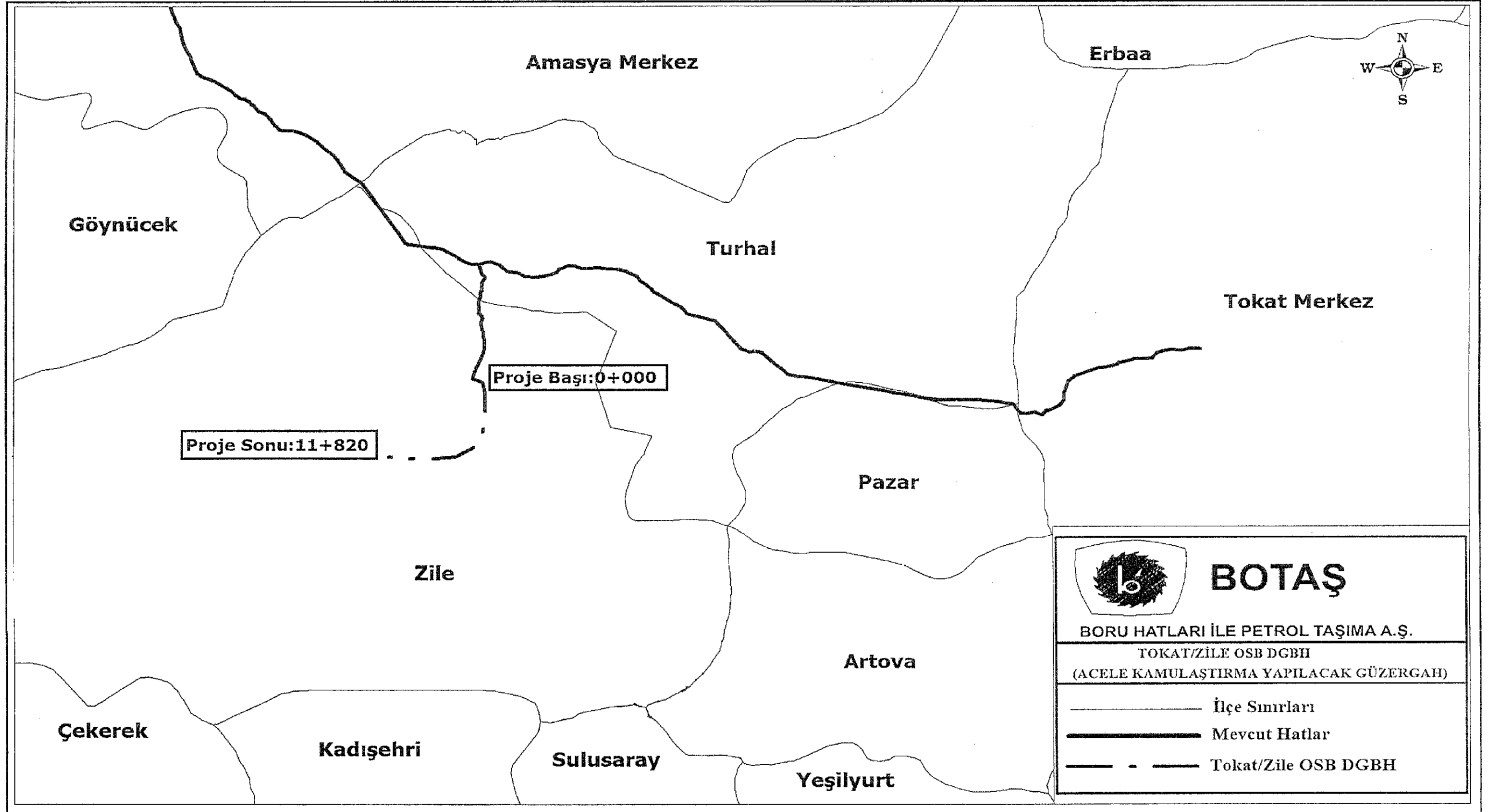 Amasya Merkez
Erbaa
N
W E
S
Göynücek
Turhal
Tokat Merkez
Proje Başı:0+000
Proje Sonu:11+820
Pazar
Zile
Artova
Çekerek
Kadışehri
Sulusaray
Yeşilyurt
b
BOTAŞ
BORU HATLARI İLE PETROL TAŞIMA A.Ş.
TOKAT/ZİLE OSB DGBH
(ACELE KAMULAŞTIRMA YAPILACAK GÜZERGAH)
İlçe Sınırları
Mevcut Hatlar
Tokat/Zile OSB DGBH